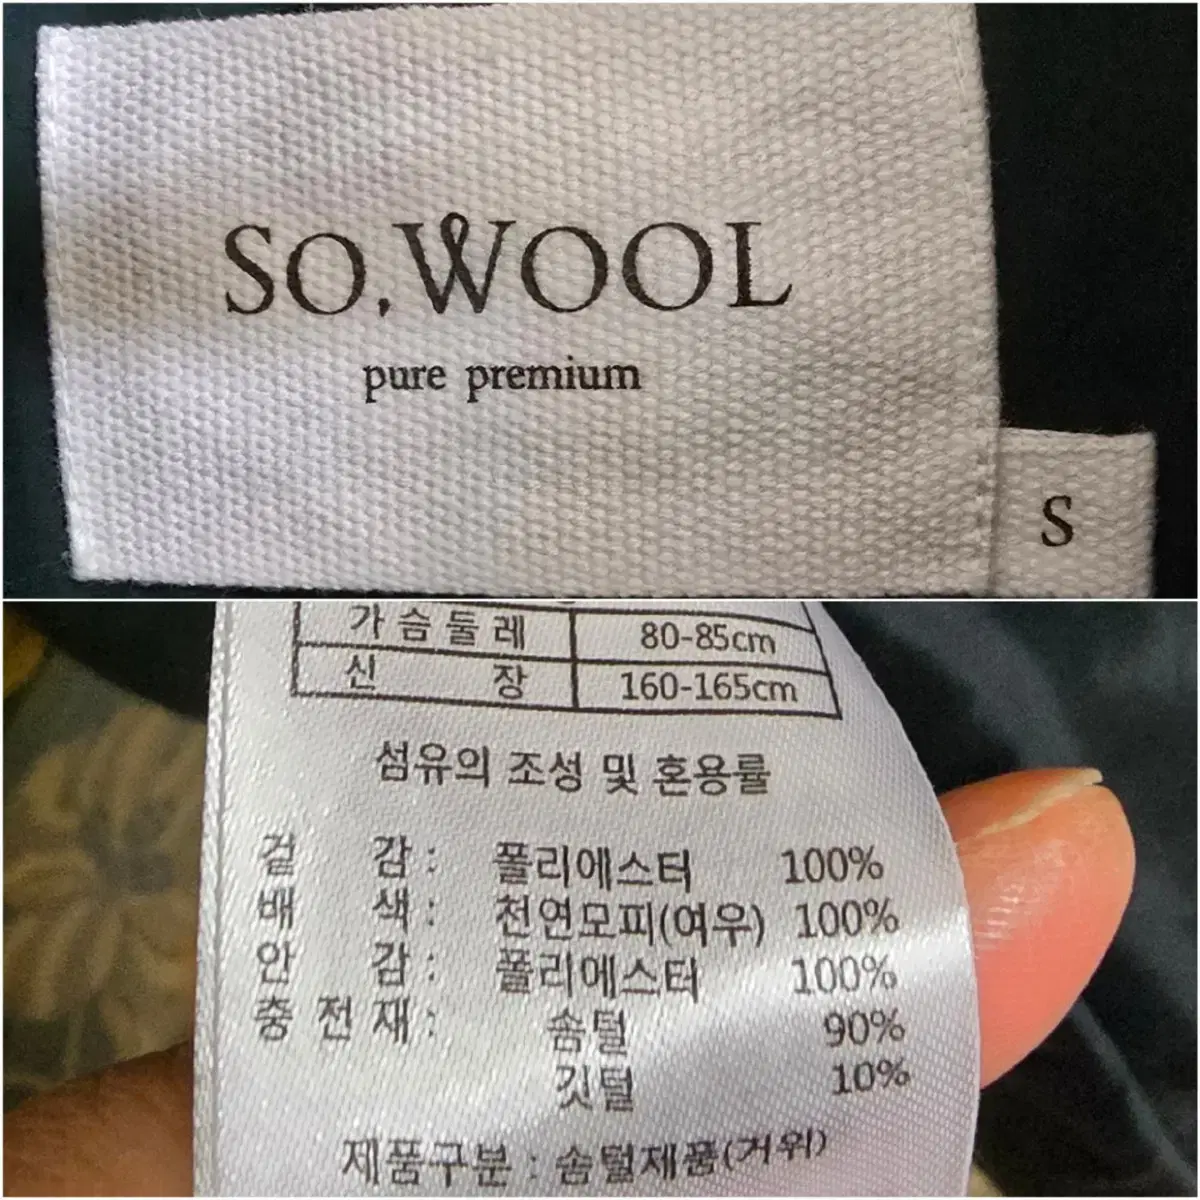 SO,WOOL
pure premium
S
가슴둘레 80-85cm
신 장 160-165cm
섬유의 조성 및 혼용률
겉 감 : 폴리에스터 100%
배 색 : 천연모피(여우) 100%
안 감 : 폴리에스터 100%
충 전 재 : 솜털 90%
깃털 10%
제품구분 : 솜털제품(거위)